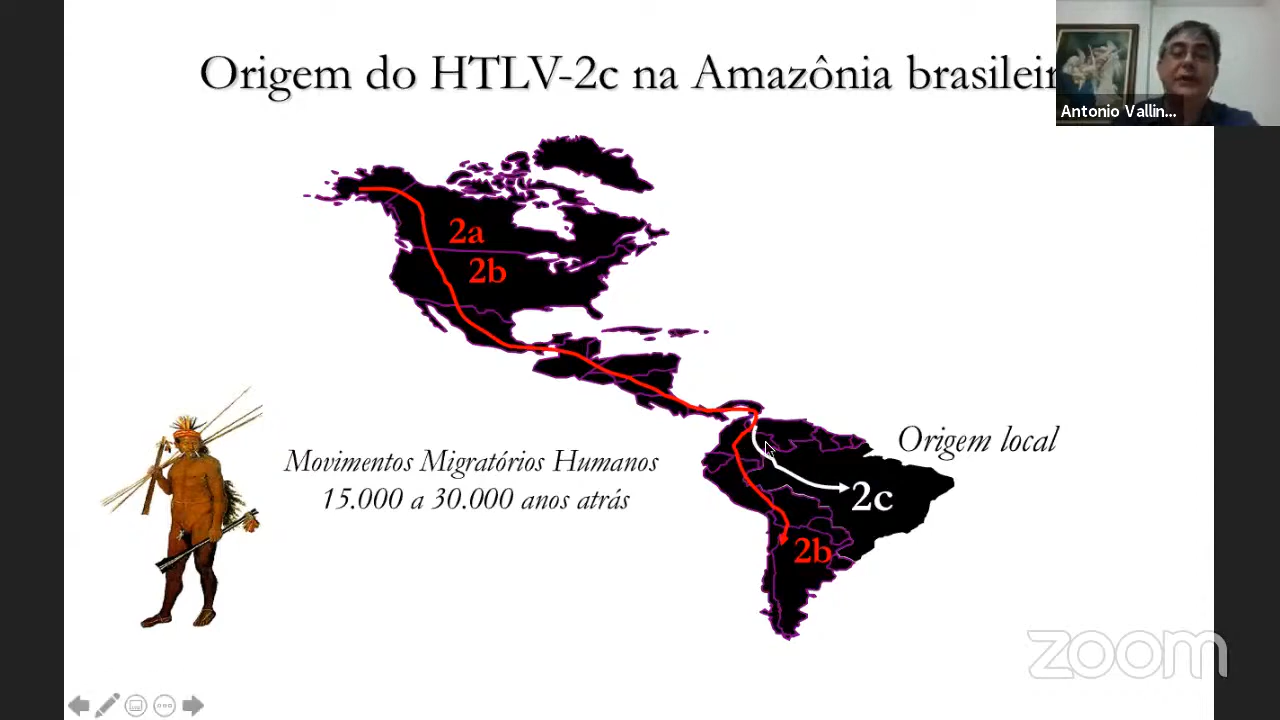 Origem do HTLV-2c na Amazônia brasilei
Antonio Vallin...
2a
2b
Origem local
Movimentos Migratórios Humanos
15.000 a 30.000 anos atrás
2c
2b
zoom